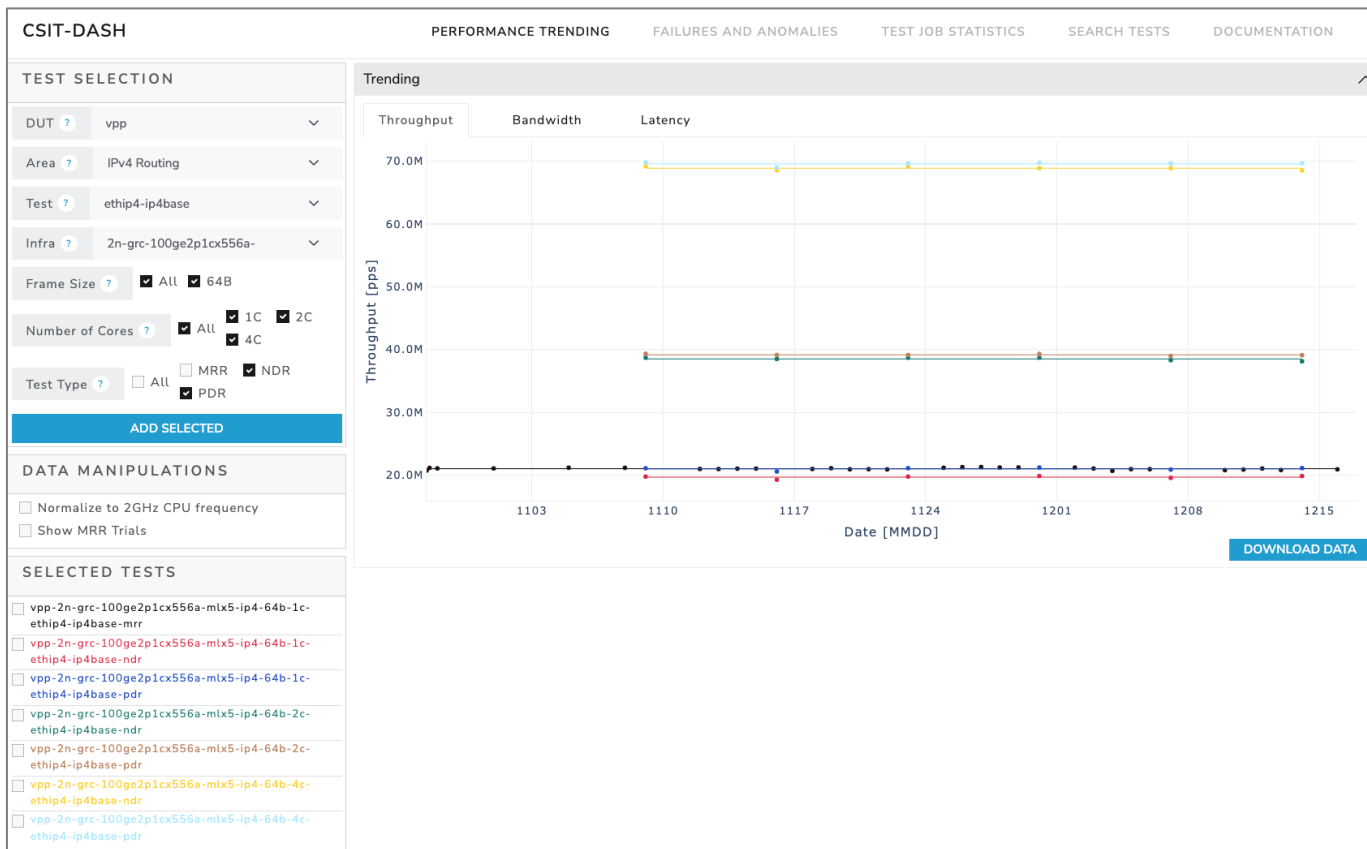 CSIT-DASH
PERFORMANCE TRENDING
FAILURES AND ANOMALIES
TEST JOB STATISTICS
SEARCH TESTS
DOCUMENTATION
TEST SELECTION
DUT ? vpp
Area ? IPv4 Routing
Test ? ethip4-ip4base
Infra ? 2n-grc-100ge2p1cx556a-
Frame Size ? All 64B
Number of Cores ? All 1C 2C
4C
Test Type ? All MRR NDR
PDR
ADD SELECTED
DATA MANIPULATIONS
Normalize to 2GHz CPU frequency
Show MRR Trials
SELECTED TESTS
vpp-2n-grc-100ge2p1cx556a-mlx5-ip4-64b-1c-
ethip4-ip4base-mrr
vpp-2n-grc-100ge2p1cx556a-mlx5-ip4-64b-1c-
ethip4-ip4base-ndr
vpp-2n-grc-100ge2p1cx556a-mlx5-ip4-64b-1c-
ethip4-ip4base-pdr
vpp-2n-grc-100ge2p1cx556a-mlx5-ip4-64b-2c-
ethip4-ip4base-ndr
vpp-2n-grc-100ge2p1cx556a-mlx5-ip4-64b-2c-
ethip4-ip4base-pdr
vpp-2n-grc-100ge2p1cx556a-mlx5-ip4-64b-4c-
ethip4-ip4base-ndr
vpp-2n-grc-100ge2p1cx556a-mlx5-ip4-64b-4c-
ethip4-ip4base-pdr
Trending
Throughput
Bandwidth
Latency
Throughput [pps]
70.0M
60.0M
50.0M
40.0M
30.0M
20.0M
1103
1110
1117
1124
1201
1208
1215
Date [MMDD]
DOWNLOAD DATA